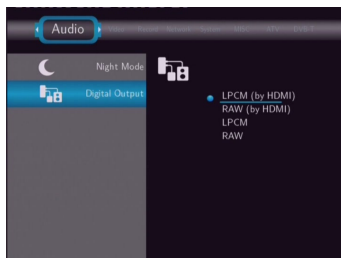 Audio
Night Mode
Digital Output
LPCM (by HDMI)
RAW (by HDMI)
LPCM
RAW